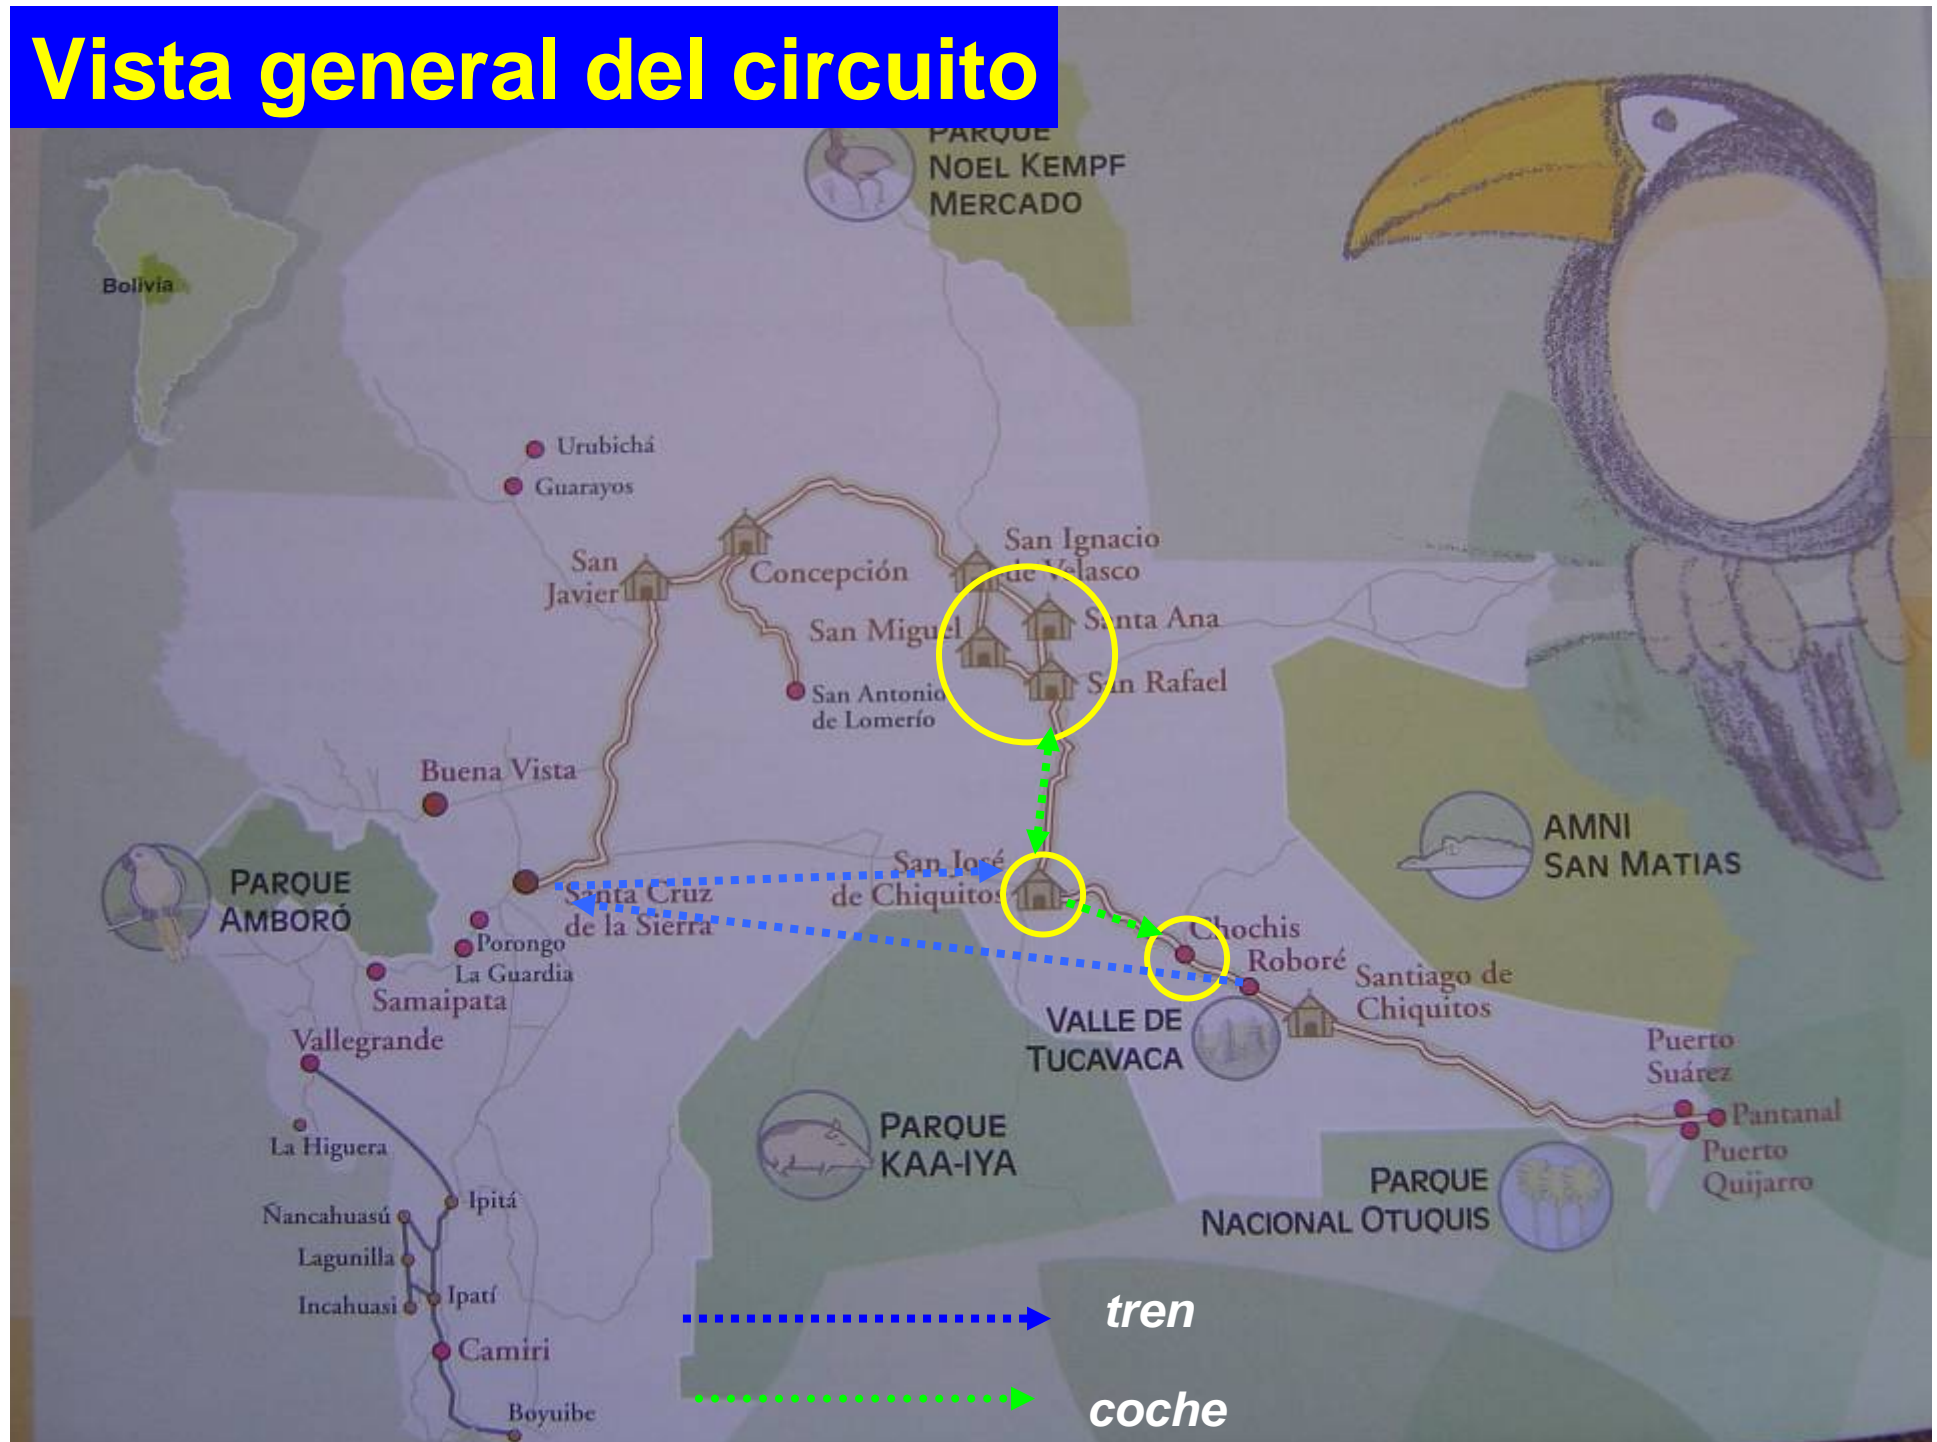 Vista general del circuito
PARQUE
NOEL KEMPF
MERCADO
Bolivia
Urubichá
Guarayos
San Ignacio
de Velasco
San
Javier
Concepción
Santa Ana
San Miguel
San Rafael
San Antonio
de Lomerío
Buena Vista
AMNI
SAN MATIAS
PARQUE
AMBORÓ
San José
de Chiquitos
Santa Cruz
de la Sierra
Chochis
Porongo
La Guardia
Roboré
Santiago de
Chiquitos
Samaipata
VALLE DE
TUCAVACA
Vallegrande
Puerto
Suárez
PARQUE
KAA-IYA
Pantanal
La Higuera
Puerto
Quijarro
PARQUE
NACIONAL OTUQUIS
Ipitá
Ñancahuasú
Lagunilla
Ipatí
Incahuasi
tren
Camiri
coche
Boyuibe